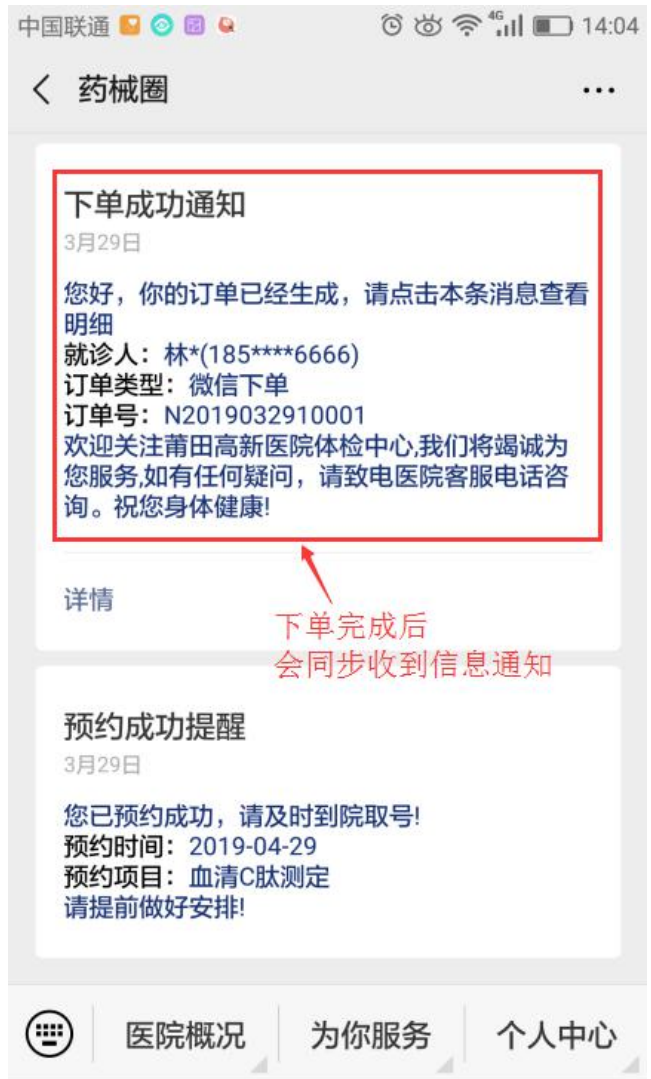 中国联通 4G 14:04
药械圈
下单成功通知
3月29日
您好，你的订单已经生成，请点击本条消息查看
明细
就诊人：林*(185****6666)
订单类型：微信下单
订单号：N2019032910001
欢迎关注莆田高新医院体检中心,我们将竭诚为
您服务,如有任何疑问，请致电医院客服电话咨
询。祝您身体健康!
详情
下单完成后
会同步收到信息通知
预约成功提醒
3月29日
您已预约成功，请及时到院取号!
预约时间：2019-04-29
预约项目：血清C肽测定
请提前做好安排!
医院概况 为你服务 个人中心